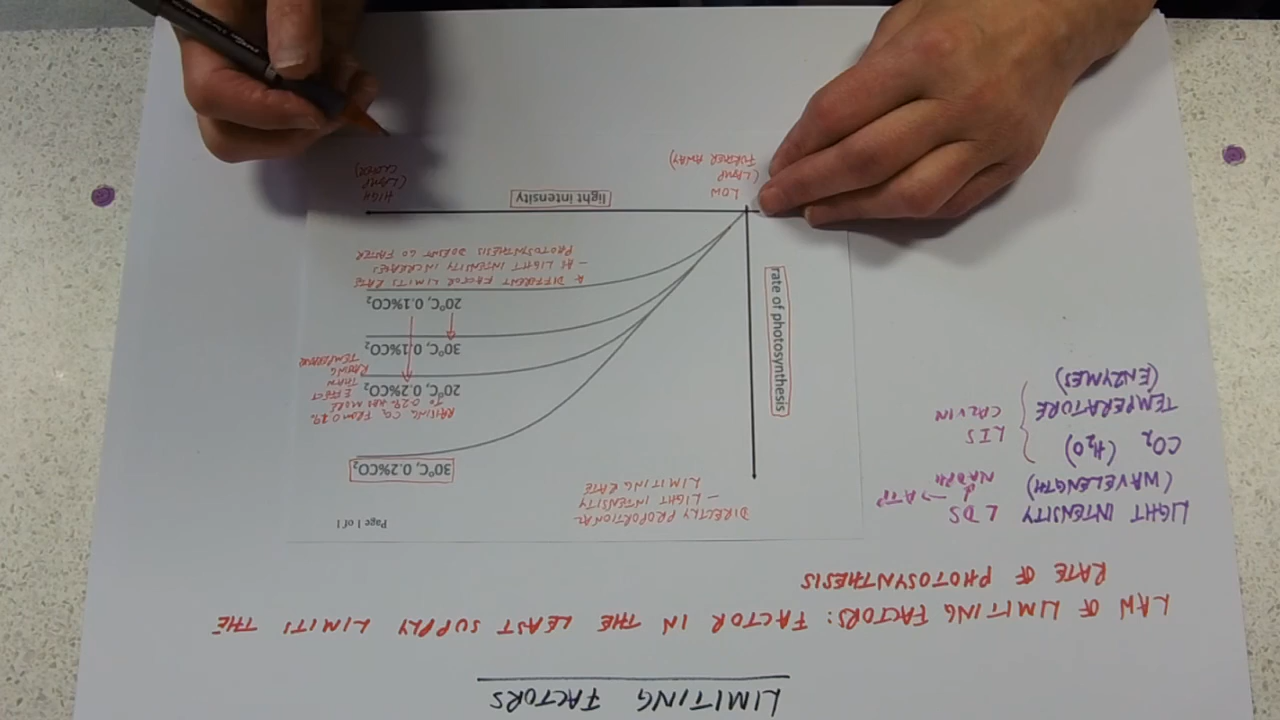 LIMITING FACTORS
LAW OF LIMITING FACTORS: FACTOR IN THE LEAST SUPPLY LIMITS THE
RATE OF PHOTOSYNTHESIS
LIGHT INTENSITY
(WAVELENGTH)
LDS → ATP
NADPH
CO2 (H2O)
TEMPERATURE
(ENZYMES)
LIS
CALVIN
Page 1 of 1
DIRECTLY PROPORTIONAL
- LIGHT INTENSITY
LIMITING RATE
rate of photosynthesis
30°C, 0.2%CO2
RAISING CO2 FROM 0.1%
TO 0.2% HAS MORE
EFFECT
THAN
RAISING
TEMPERATURE
20°C, 0.2%CO2
30°C, 0.1%CO2
20°C, 0.1%CO2
A DIFFERENT FACTOR LIMITS RATE
- AS LIGHT INTENSITY INCREASES
PHOTOSYNTHESIS DOESNT GO FASTER
LOW
(LAMP
FURTHER AWAY)
light intensity
HIGH
(LAMP
CLOSER)